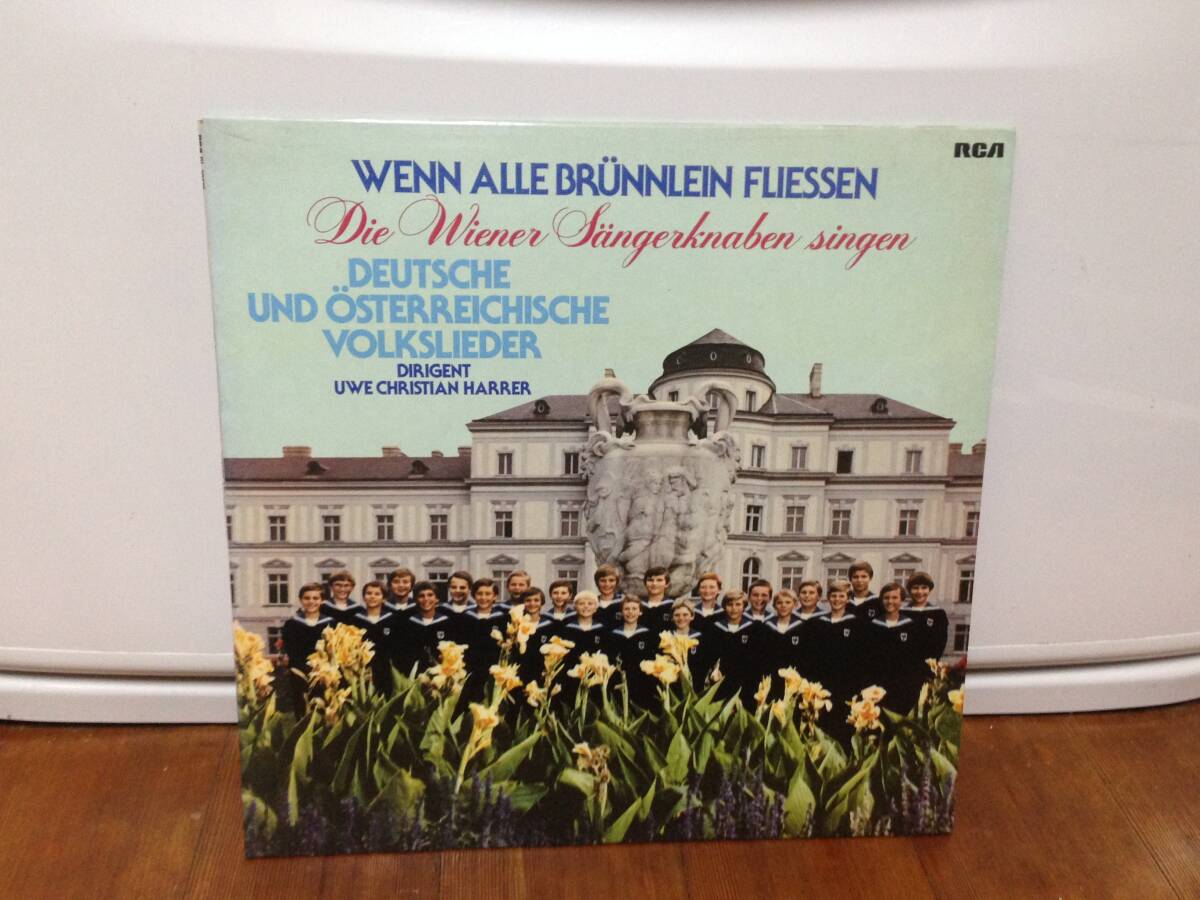 RCA
WENN ALLE BRÜNNLEIN FLIESSEN
Die Wiener Sängerknaben singen
DEUTSCHE
UND ÖSTERREICHISCHE
VOLKSLIEDER
DIRIGENT
UWE CHRISTIAN HARRER